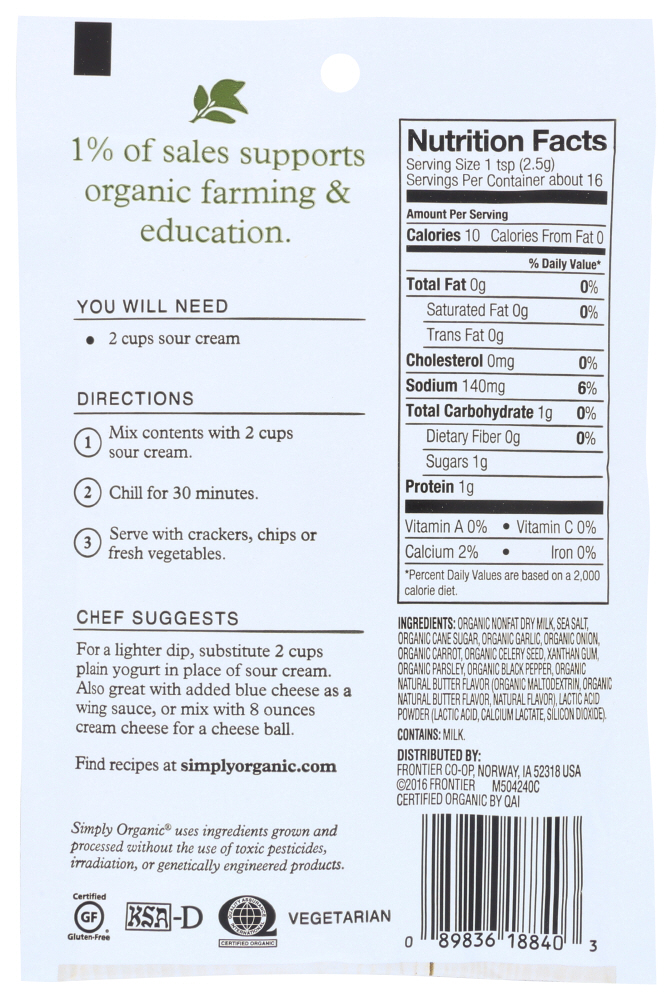 1% of sales supports
organic farming &
education.
YOU WILL NEED
• 2 cups sour cream
DIRECTIONS
1 Mix contents with 2 cups
sour cream.
2 Chill for 30 minutes.
3 Serve with crackers, chips or
fresh vegetables.
CHEF SUGGESTS
For a lighter dip, substitute 2 cups
plain yogurt in place of sour cream.
Also great with added blue cheese as a
wing sauce, or mix with 8 ounces
cream cheese for a cheese ball.
Find recipes at simplyorganic.com
Simply Organic® uses ingredients grown and
processed without the use of toxic pesticides,
irradiation, or genetically engineered products.
Certified
GF
Gluten-Free
KSA-D
CERTIFIED ORGANIC
VEGETARIAN
Nutrition Facts
Serving Size 1 tsp (2.5g)
Servings Per Container about 16
Amount Per Serving
Calories 10 Calories From Fat 0
% Daily Value*
Total Fat 0g 0%
Saturated Fat 0g 0%
Trans Fat 0g
Cholesterol 0mg 0%
Sodium 140mg 6%
Total Carbohydrate 1g 0%
Dietary Fiber 0g 0%
Sugars 1g
Protein 1g
Vitamin A 0% • Vitamin C 0%
Calcium 2% • Iron 0%
*Percent Daily Values are based on a 2,000
calorie diet.
INGREDIENTS: ORGANIC NONFAT DRY MILK, SEA SALT,
ORGANIC CANE SUGAR, ORGANIC GARLIC, ORGANIC ONION,
ORGANIC CARROT, ORGANIC CELERY SEED, XANTHAN GUM,
ORGANIC PARSLEY, ORGANIC BLACK PEPPER, ORGANIC
NATURAL BUTTER FLAVOR (ORGANIC MALTODEXTRIN, ORGANIC
NATURAL BUTTER FLAVOR, NATURAL FLAVOR), LACTIC ACID
POWDER (LACTIC ACID, CALCIUM LACTATE, SILICON DIOXIDE).
CONTAINS: MILK.
DISTRIBUTED BY:
FRONTIER CO-OP, NORWAY, IA 52318 USA
©2016 FRONTIER M504240C
CERTIFIED ORGANIC BY QAI
0 89836 18840 3